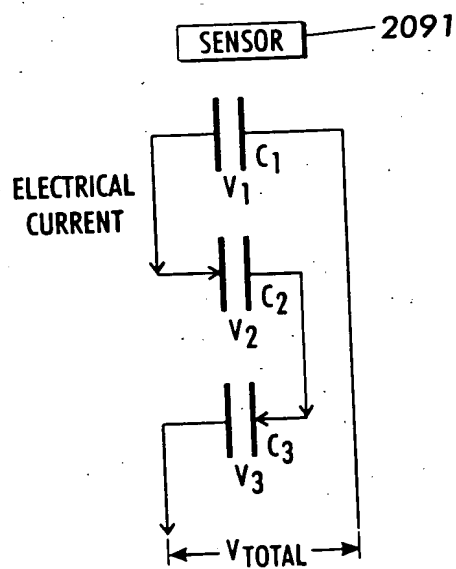 SENSOR
2091
C1
V1
ELECTRICAL
CURRENT
C2
V2
C3
V3
VTOTAL